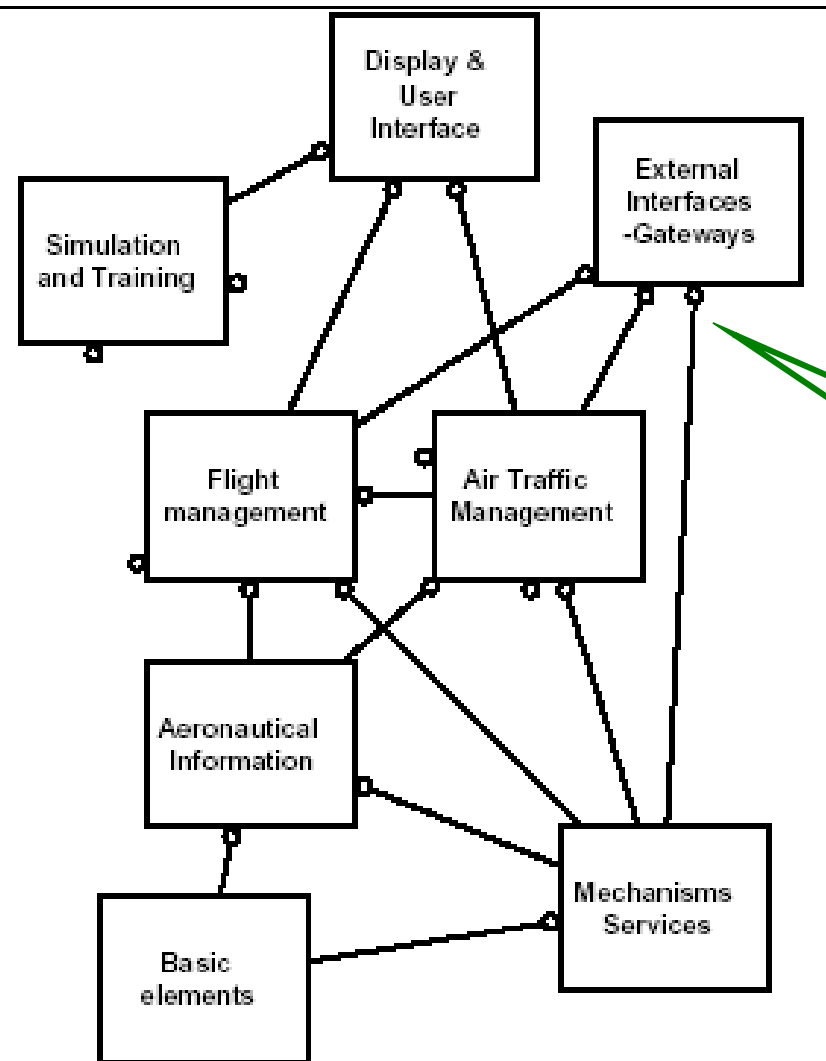 Display &
User
Interface
External
Interfaces
-Gateways
Simulation
and Training
Flight
management
Air Traffic
Management
Aeronautical
Information
Mechanisms
Services
Basic
elements